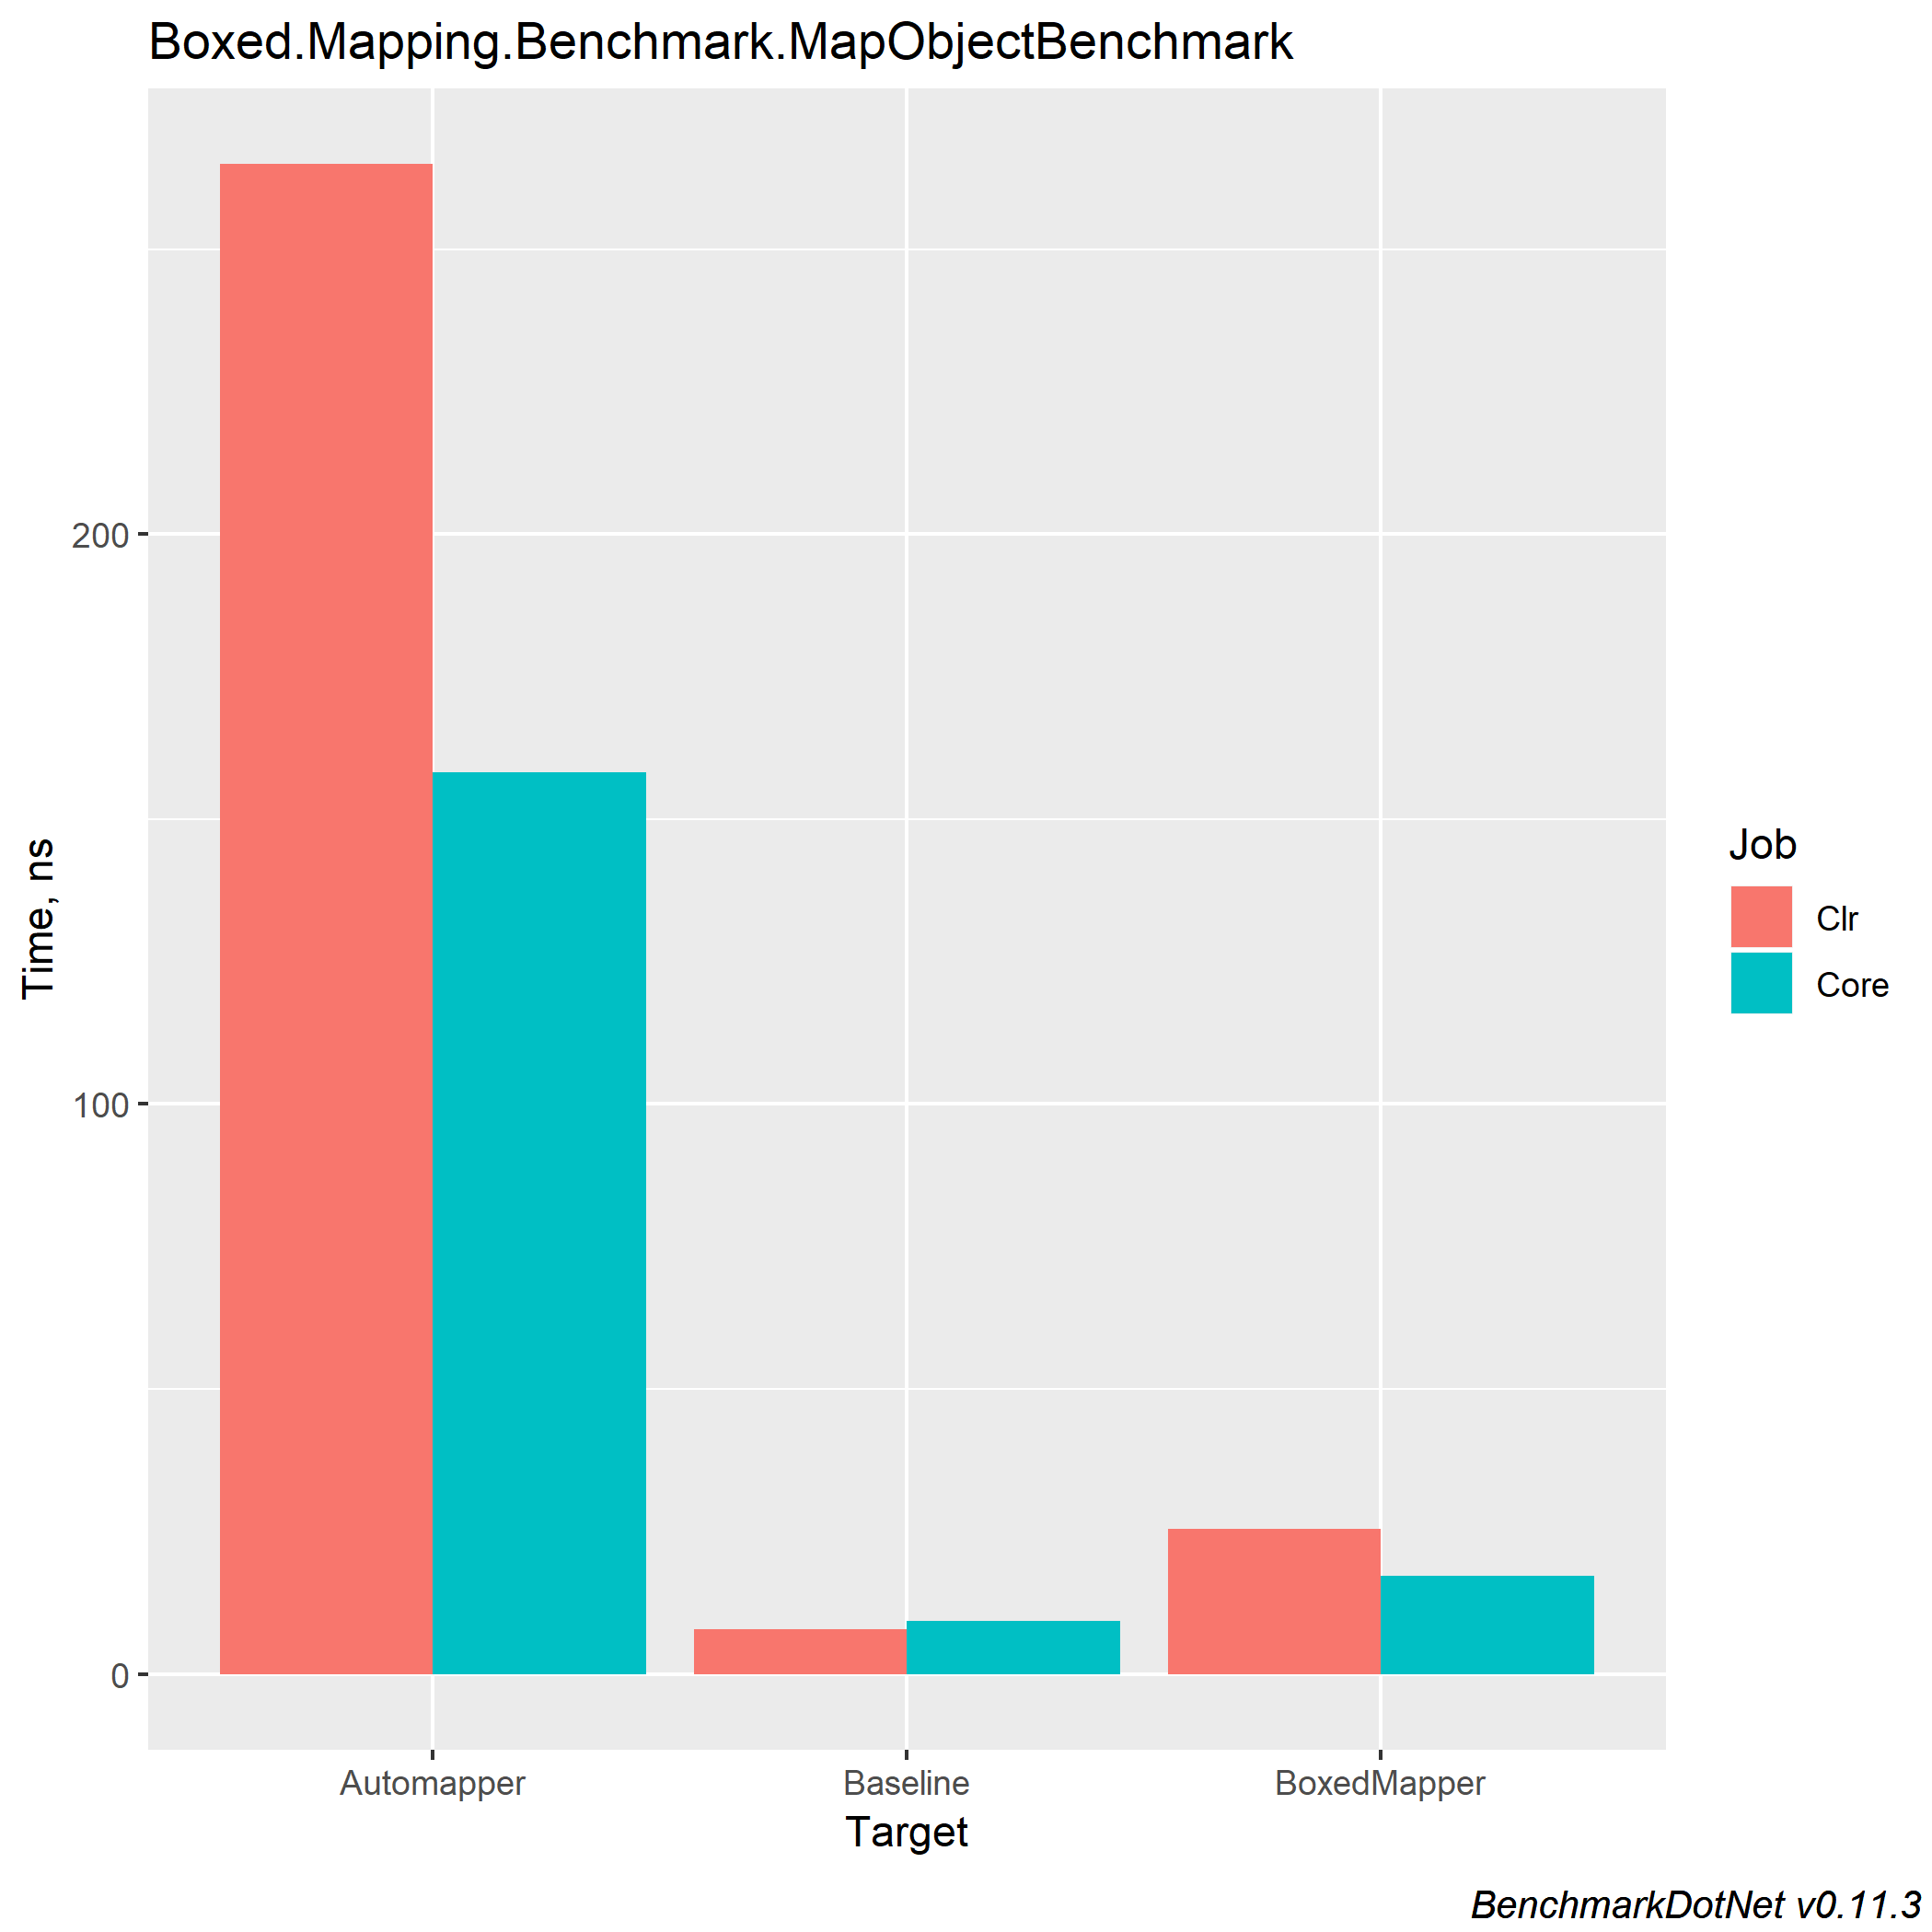 Boxed.Mapping.Benchmark.MapObjectBenchmark
200
100
0
Time, ns
Automapper
Baseline
BoxedMapper
Target
Job
Clr
Core
BenchmarkDotNet v0.11.3